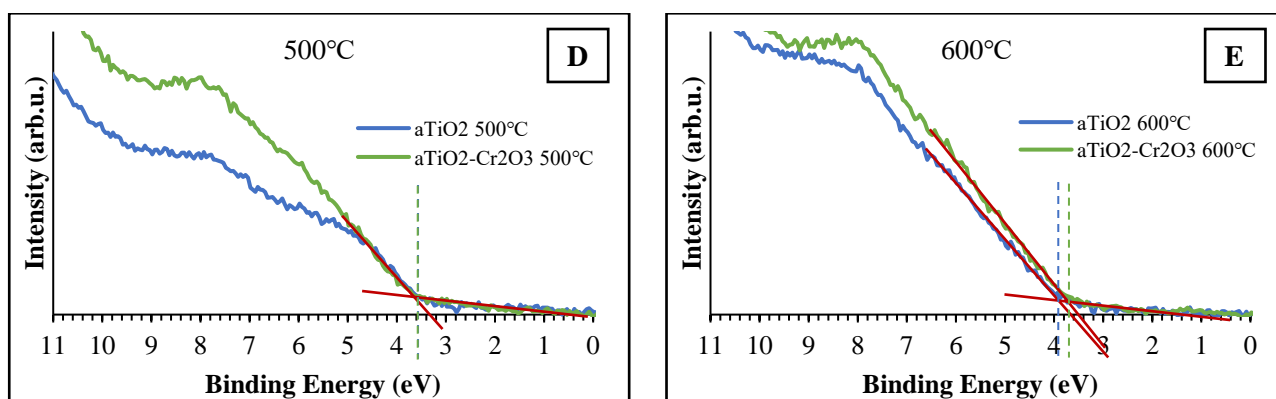 500°C
D
aTiO2 500°C
aTiO2-Cr2O3 500°C
Intensity (arb.u.)
11 10 9 8 7 6 5 4 3 2 1 0
Binding Energy (eV)
600°C
E
aTiO2 600°C
aTiO2-Cr2O3 600°C
Intensity (arb.u.)
11 10 9 8 7 6 5 4 3 2 1 0
Binding Energy (eV)